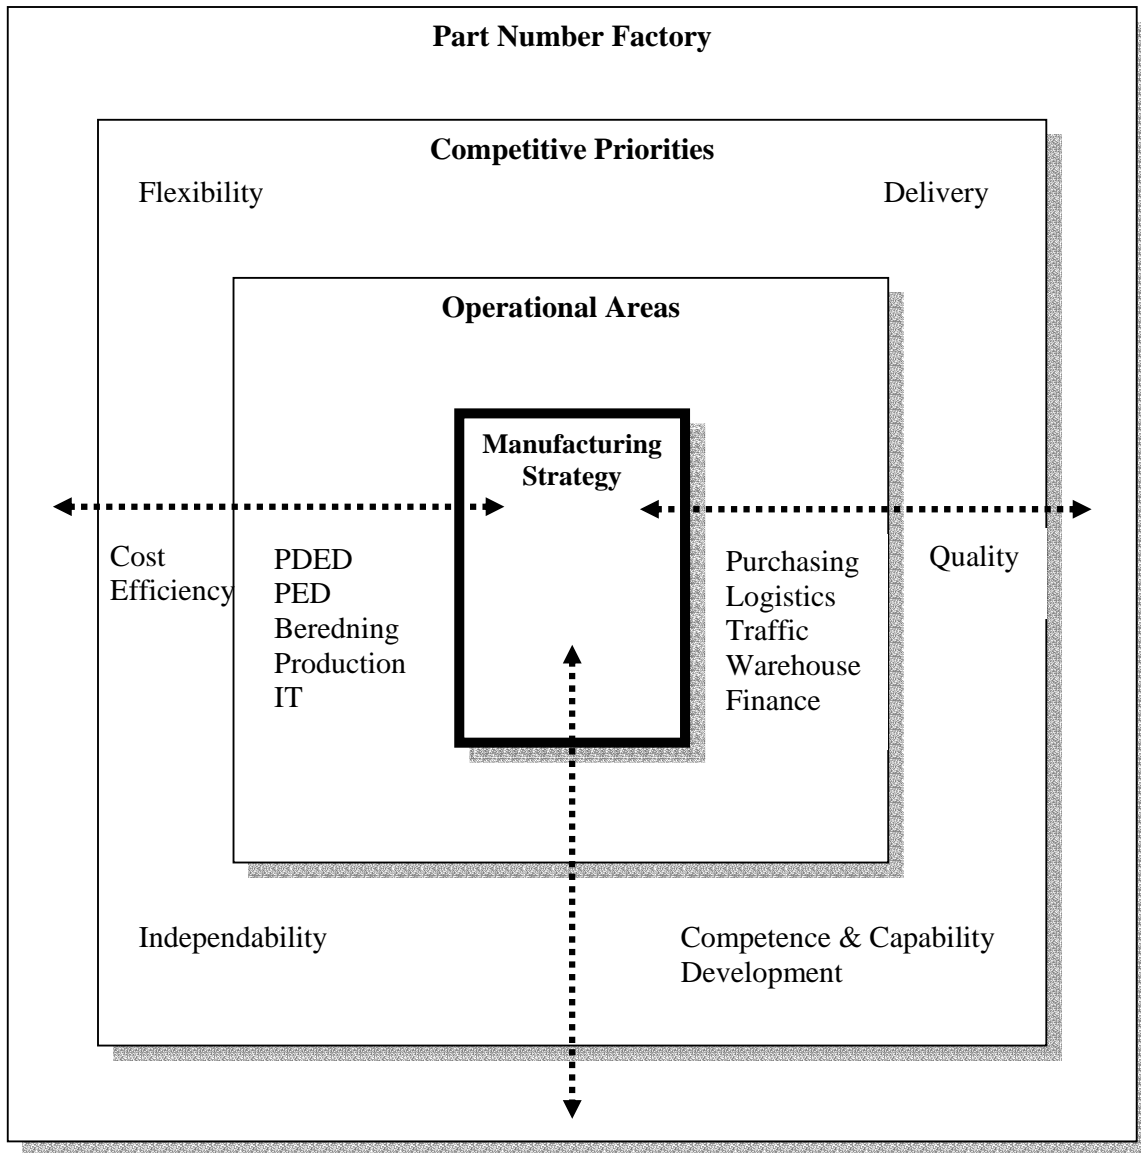 Part Number Factory
Competitive Priorities
Flexibility
Delivery
Operational Areas
Manufacturing
Strategy
Cost
Efficiency
PDED
PED
Beredning
Production
IT
Purchasing
Logistics
Traffic
Warehouse
Finance
Quality
Independability
Competence & Capability
Development